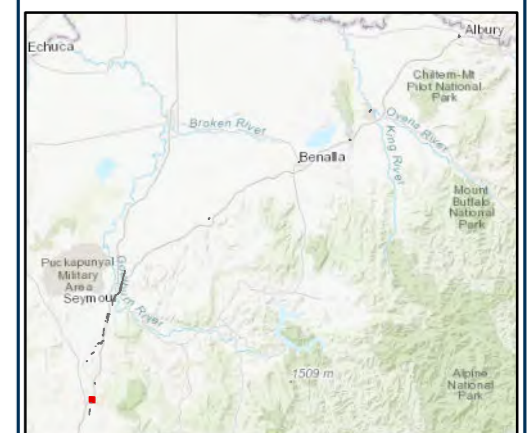 Albury
Echuca
Chiltern-Mt
Pilot National
Park
Broken River
Ovens River
King River
Benalla
Mount
Buffalo
National
Park
Puckapunyal
Military
Area
Seymour
Goulburn River
1509 m
Alpine
National
Park